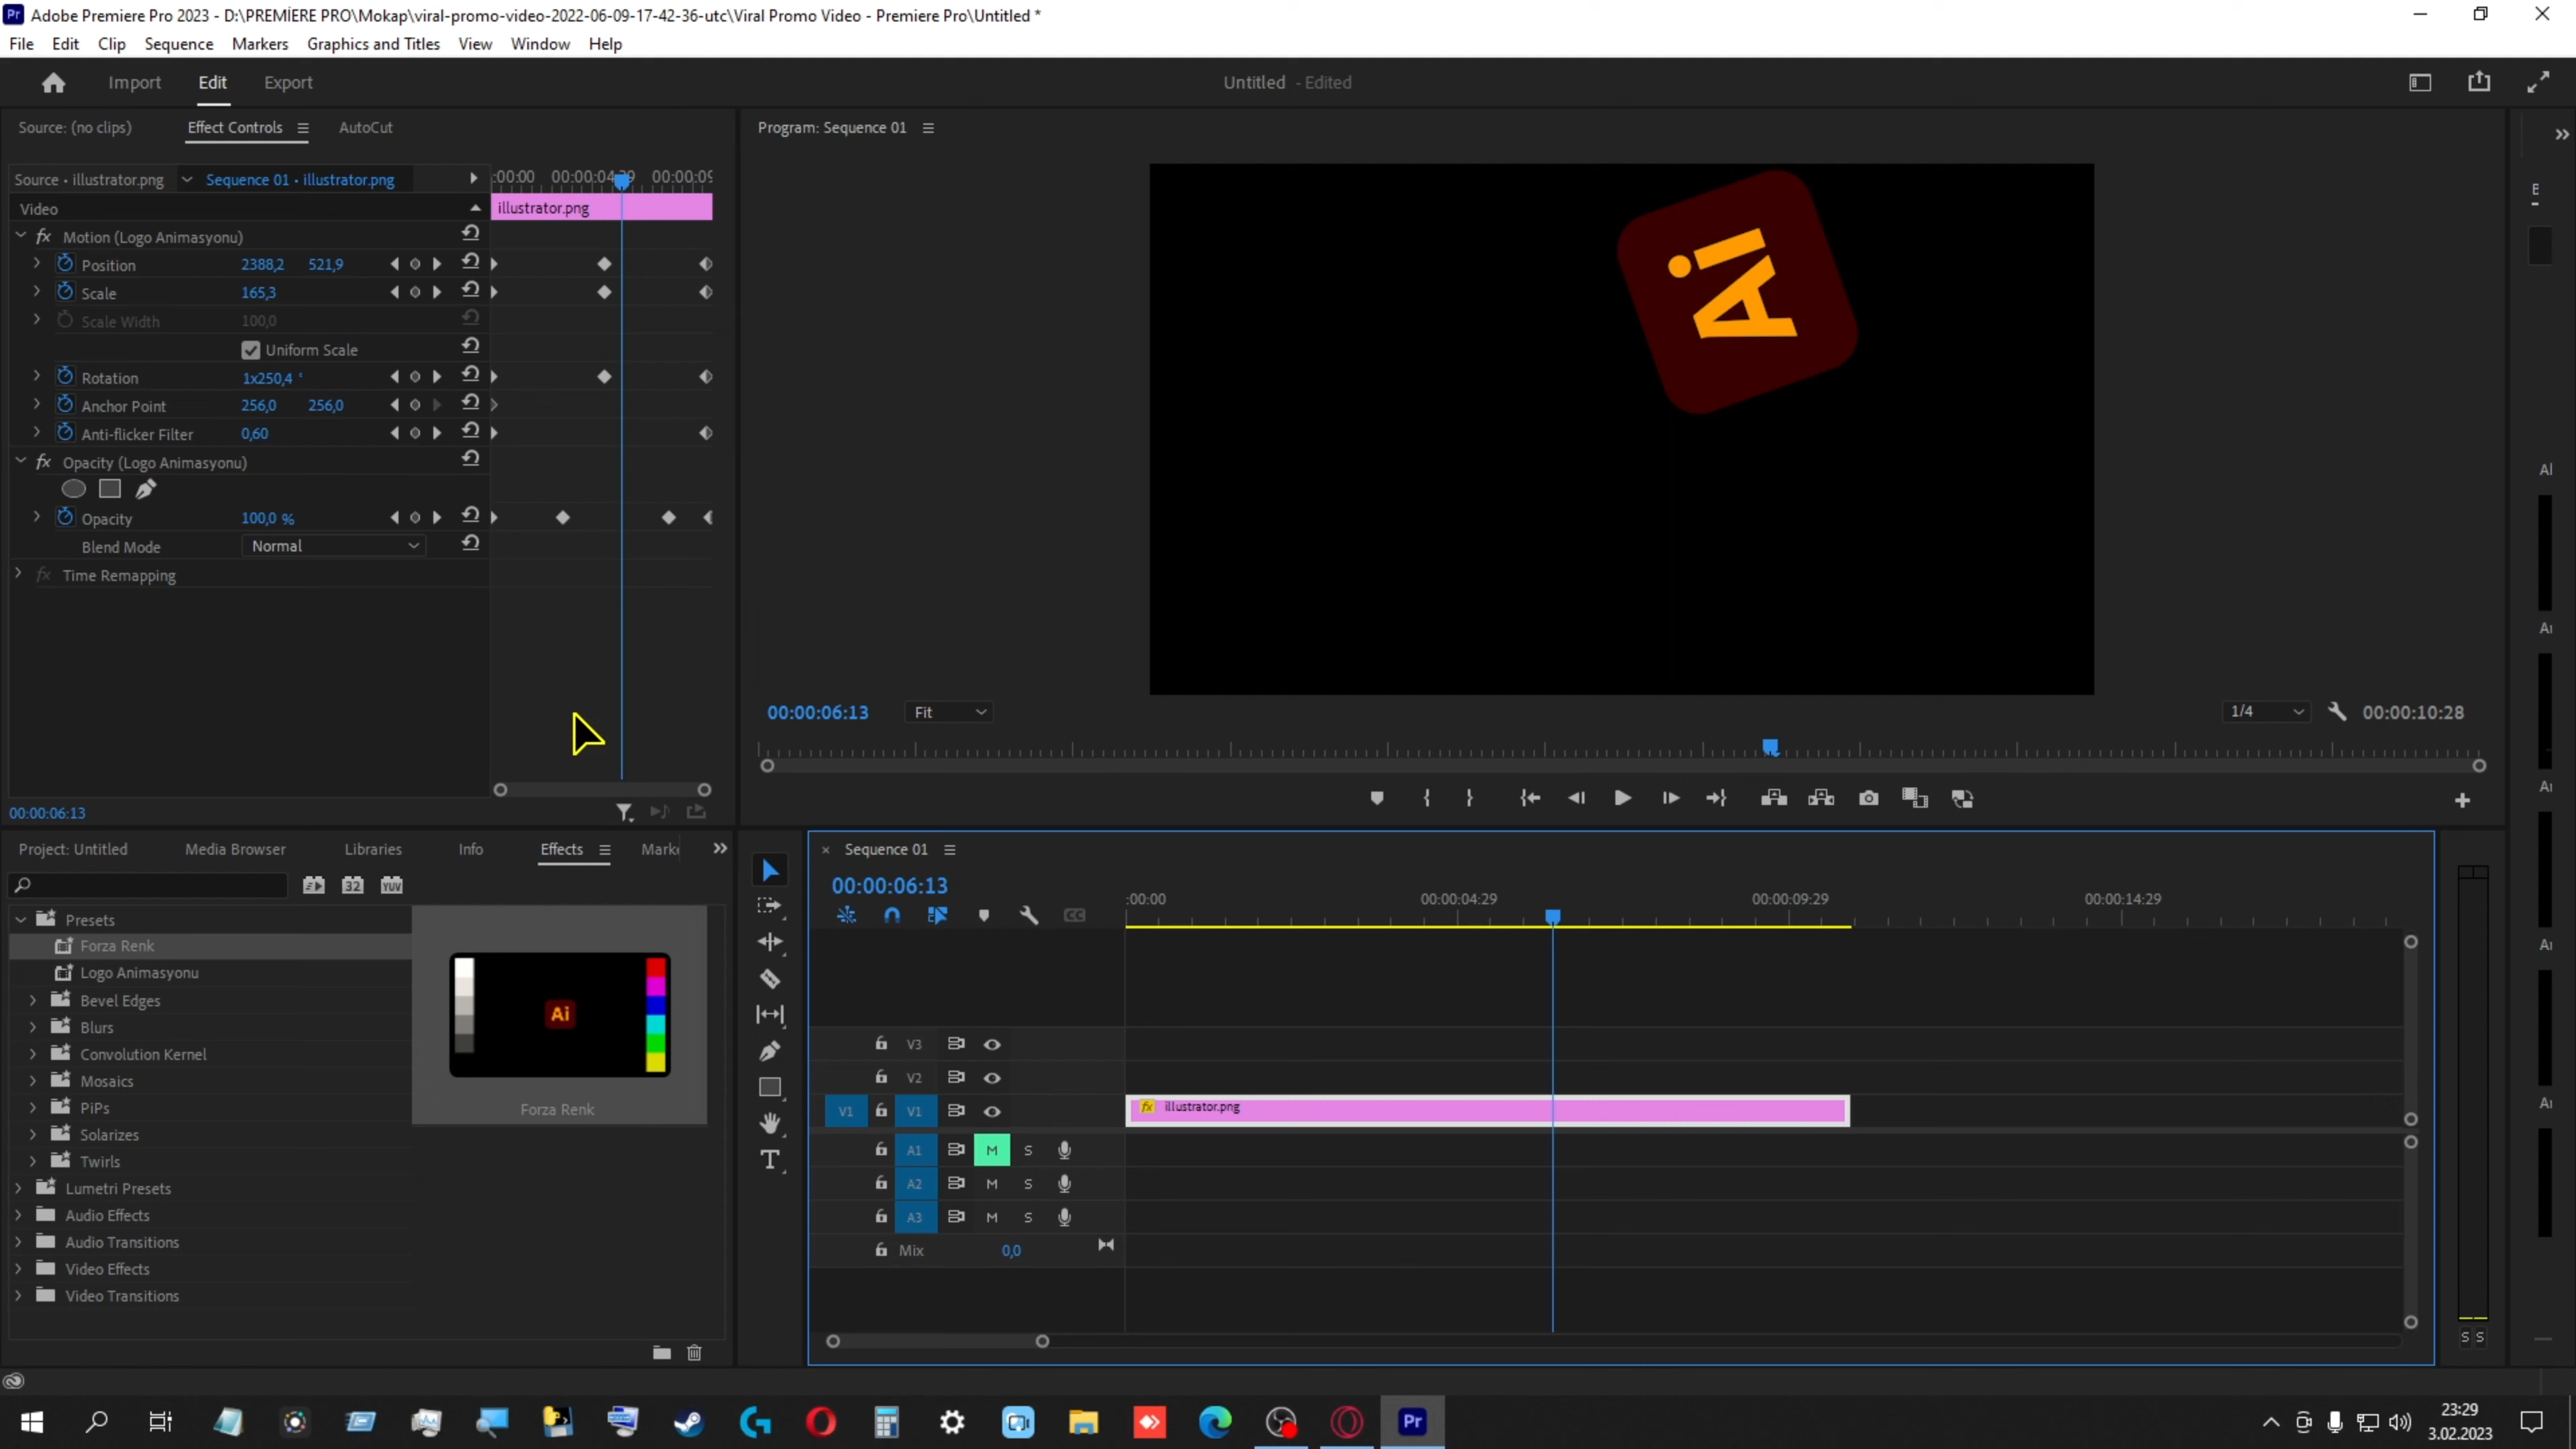 Adobe Premiere Pro 2023 - D:\PREMİERE PRO\Mokap\viral-promo-video-2022-06-09-17-42-36-utc\Viral Promo Video - Premiere Pro\Untitled *
File Edit Clip Sequence Markers Graphics and Titles View Window Help
Import Edit Export Untitled - Edited
Source: (no clips) Effect Controls AutoCut
Program: Sequence 01
Source • illustrator.png Sequence 01 • illustrator.png
:00:00 00:00:04:29
Video
illustrator.png
Motion (Logo Animasyonu)
Position 2388,2 521,9
Scale 165,3
Scale Width 100,0
Uniform Scale
Rotation 1x250,4 °
Anchor Point 256,0 256,0
Anti-flicker Filter 0,60
Opacity (Logo Animasyonu)
Opacity 100,0 %
Blend Mode Normal
Time Remapping
Ai
00:00:06:13 Fit 1/4 00:00:10:28
00:00:06:13
Project: Untitled Media Browser Libraries Info Effects
32 YUV
Presets
Forza Renk
Logo Animasyonu
Bevel Edges
Blurs
Convolution Kernel
Mosaics
PiPs
Solarizes
Twirls
Lumetri Presets
Audio Effects
Audio Transitions
Video Effects
Video Transitions
Ai
Forza Renk
Sequence 01
00:00:06:13
:00:00 00:00:04:29 00:00:09:29 00:00:14:29
V3
V2
V1 V1 fx illustrator.png
A1 M S
A2 M S
A3 M S
Mix 0,0
S S
Pr
23:29
3.02.2023